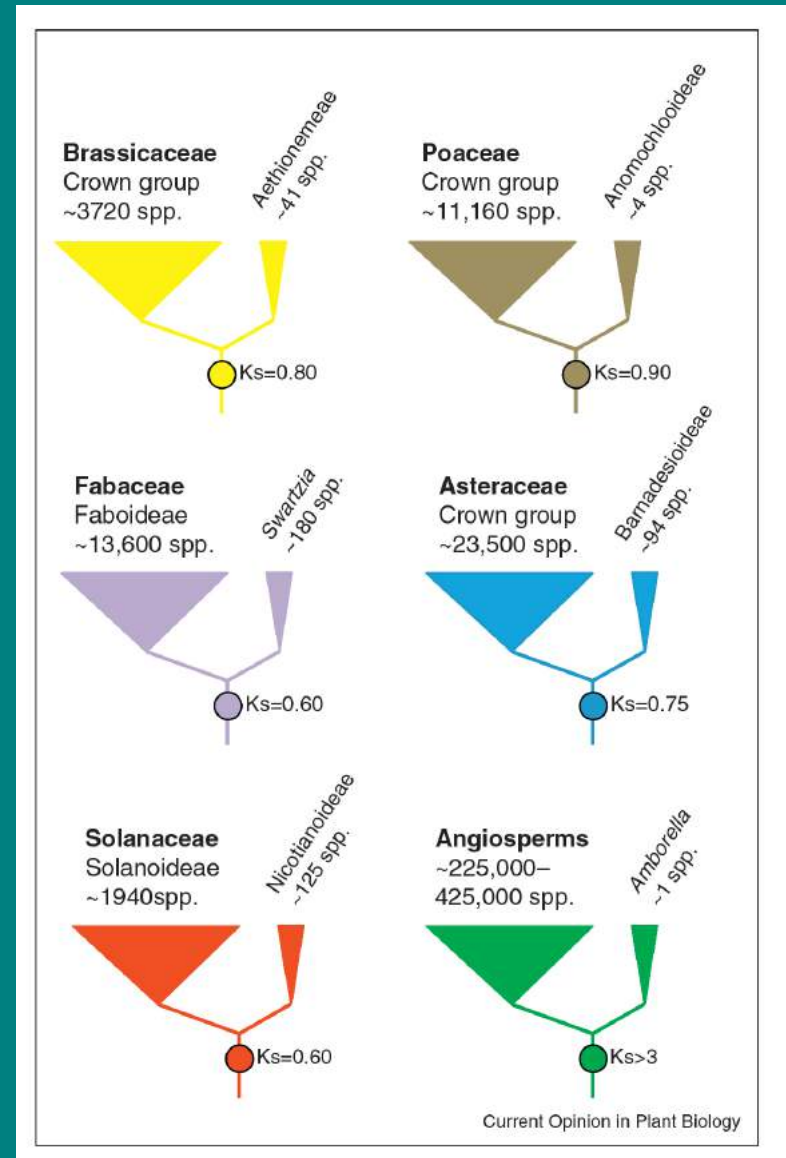 Brassicaceae
Crown group
~3720 spp.
Aethionemeae
~41 spp.
Ks=0.80
Poaceae
Crown group
~11,160 spp.
Anomochlooideae
~4 spp.
Ks=0.90
Fabaceae
Faboideae
~13,600 spp.
Swartzia
~180 spp.
Ks=0.60
Asteraceae
Crown group
~23,500 spp.
Barnadesioideae
~94 spp.
Ks=0.75
Solanaceae
Solanoideae
~1940spp.
Nicotianoideae
~125 spp.
Ks=0.60
Angiosperms
~225,000–
425,000 spp.
Amborella
~1 spp.
Ks>3
Current Opinion in Plant Biology